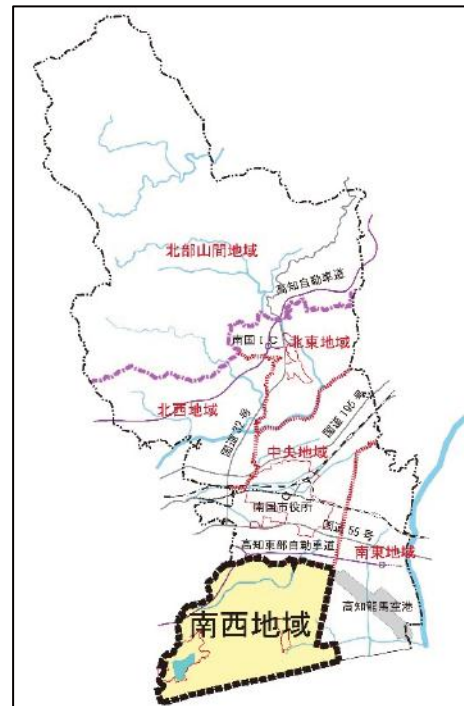 北部山間地域
高知自動車道
南国IC
北東地域
北西地域
国道32号
国道195号
中央地域
南国市役所
国道55号
高知東部自動車道
南東地域
高知龍馬空港
南西地域